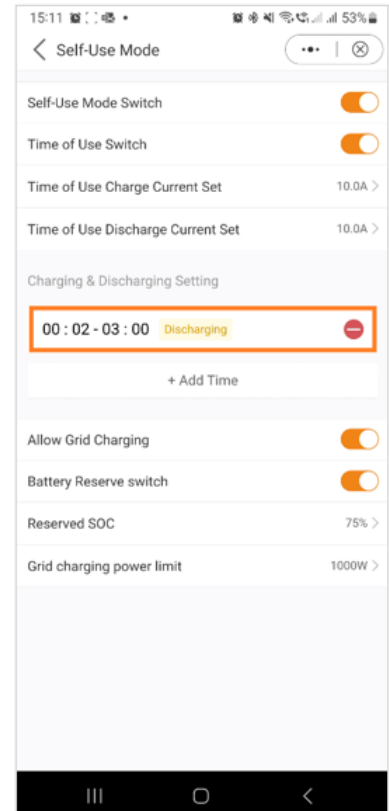 15:11 53%
Self-Use Mode
Self-Use Mode Switch
Time of Use Switch
Time of Use Charge Current Set 10.0A >
Time of Use Discharge Current Set 10.0A >
Charging & Discharging Setting
00 : 02 - 03 : 00 Discharging
+ Add Time
Allow Grid Charging
Battery Reserve switch
Reserved SOC 75% >
Grid charging power limit 1000W >